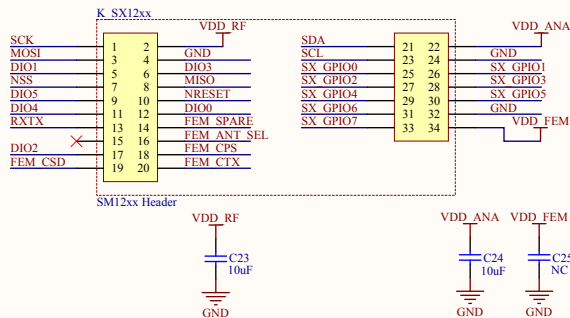 K_SX12xx
VDD_RF
VDD_ANA
SCK 1 2
SDA 21 22
MOSI 3 4 GND
SCL 23 24 GND
DIO1 5 6 DIO3
SX_GPIO0 25 26 SX_GPIO1
NSS 7 8 MISO
SX_GPIO2 27 28 SX_GPIO3
DIO5 9 10 NRESET
SX_GPIO4 29 30 SX_GPIO5
DIO4 11 12 DIO0
SX_GPIO6 31 32 GND
RXTX 13 14 FEM_SPARE
SX_GPIO7 33 34 VDD_FEM
15 16 FEM_ANT_SEL
DIO2 17 18 FEM_CPS
FEM_CSD 19 20 FEM_CTX
SM12xx Header
VDD_RF
VDD_ANA
VDD_FEM
C23
10uF
C24
10uF
C25
NC
GND
GND
GND